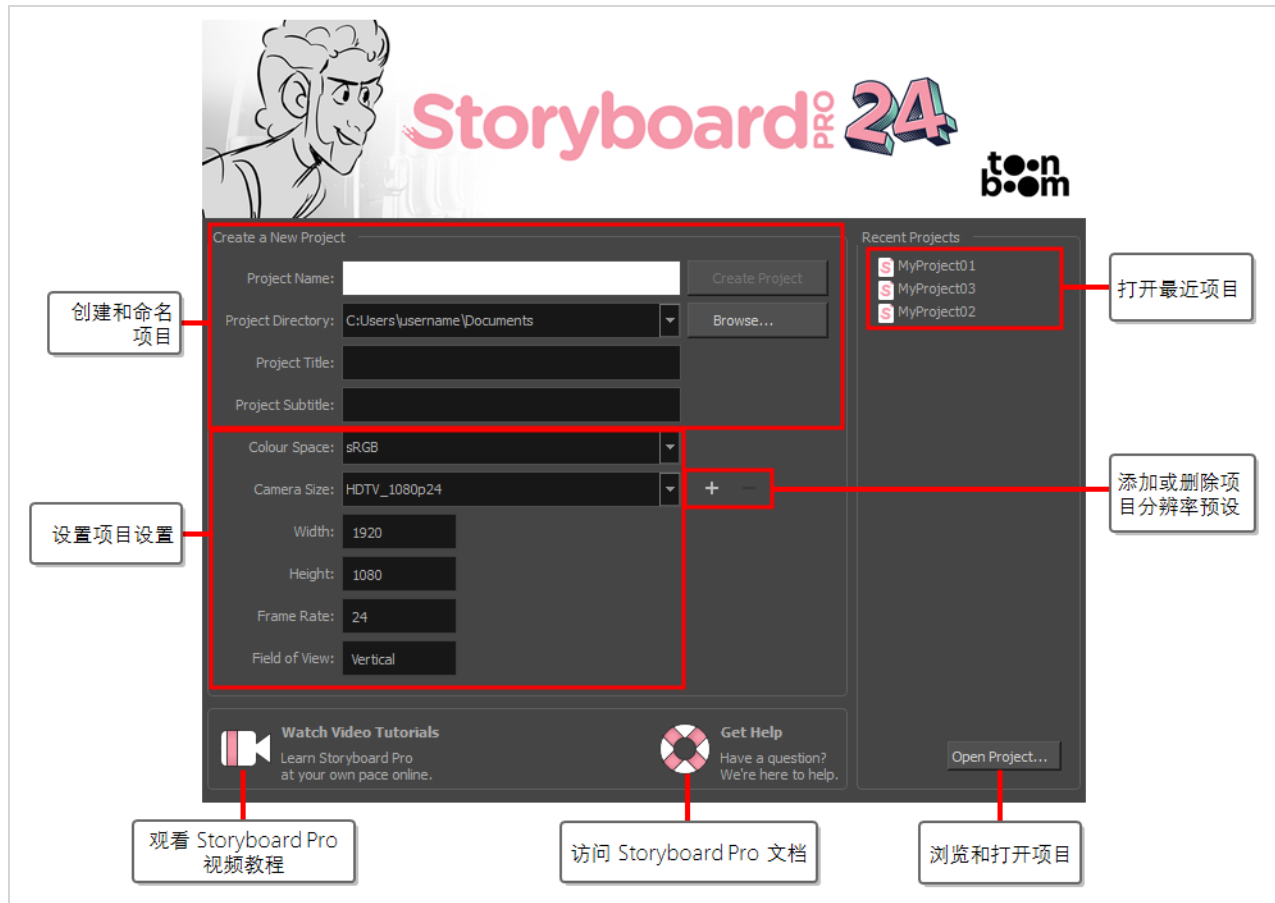 Storyboard PRO 24
toon
boom
Create a New Project
Project Name:
Create Project
Project Directory: C:Users\username\Documents
Browse...
Project Title:
Project Subtitle:
Colour Space: sRGB
Camera Size: HDTV_1080p24
+ −
Width: 1920
Height: 1080
Frame Rate: 24
Field of View: Vertical
Watch Video Tutorials
Learn Storyboard Pro
at your own pace online.
Get Help
Have a question?
We're here to help.
Recent Projects
MyProject01
MyProject03
MyProject02
Open Project...
创建和命名
项目
设置项目设置
打开最近项目
添加或删除项
目分辨率预设
观看 Storyboard Pro
视频教程
访问 Storyboard Pro 文档
浏览和打开项目